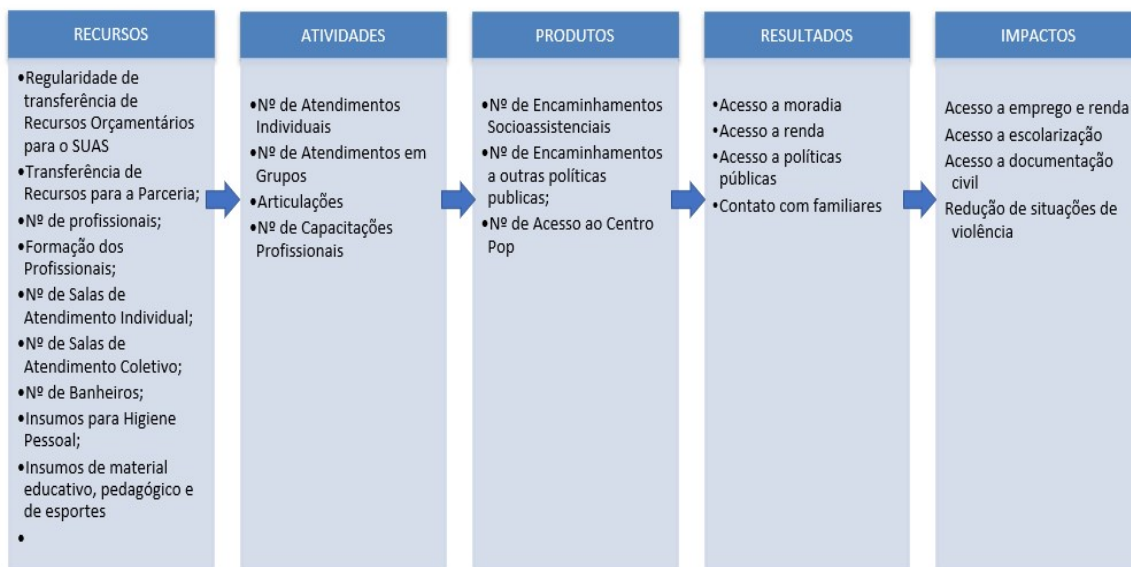 RECURSOS
•Regularidade de
transferência de
Recursos Orçamentários
para o SUAS
•Transferência de
Recursos para a Parceria;
•Nº de profissionais;
•Formação dos
Profissionais;
•Nº de Salas de
Atendimento Individual;
•Nº de Salas de
Atendimento Coletivo;
•Nº de Banheiros;
•Insumos para Higiene
Pessoal;
•Insumos de material
educativo, pedagógico e
de esportes
•
ATIVIDADES
•Nº de Atendimentos
Individuais
•Nº de Atendimentos em
Grupos
•Articulações
•Nº de Capacitações
Profissionais
PRODUTOS
•Nº de Encaminhamentos
Socioassistenciais
•Nº de Encaminhamentos
a outras políticas
publicas;
•Nº de Acesso ao Centro
Pop
RESULTADOS
•Acesso a moradia
•Acesso a renda
•Acesso a políticas
públicas
•Contato com familiares
IMPACTOS
Acesso a emprego e renda
Acesso a escolarização
Acesso a documentação
civil
Redução de situações de
violência